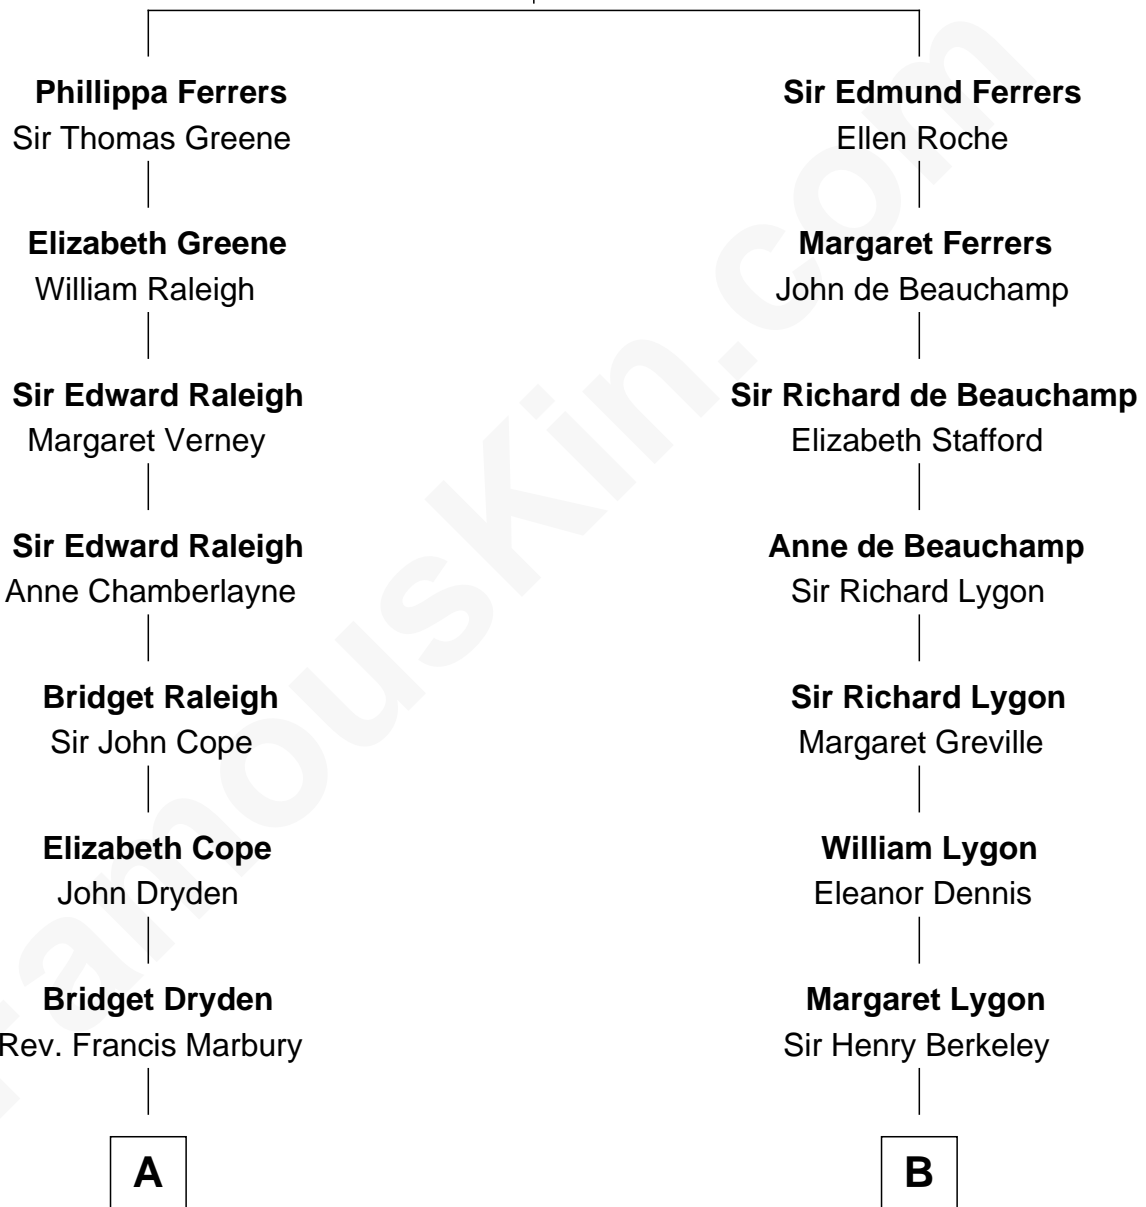 Phillippa Ferrers
Sir Thomas Greene
Elizabeth Greene
William Raleigh
Sir Edward Raleigh
Margaret Verney
Sir Edward Raleigh
Anne Chamberlayne
Bridget Raleigh
Sir John Cope
Elizabeth Cope
John Dryden
Bridget Dryden
Rev. Francis Marbury
A
Sir Edmund Ferrers
Ellen Roche
Margaret Ferrers
John de Beauchamp
Sir Richard de Beauchamp
Elizabeth Stafford
Anne de Beauchamp
Sir Richard Lygon
Sir Richard Lygon
Margaret Greville
William Lygon
Eleanor Dennis
Margaret Lygon
Sir Henry Berkeley
B
FamousKin.com